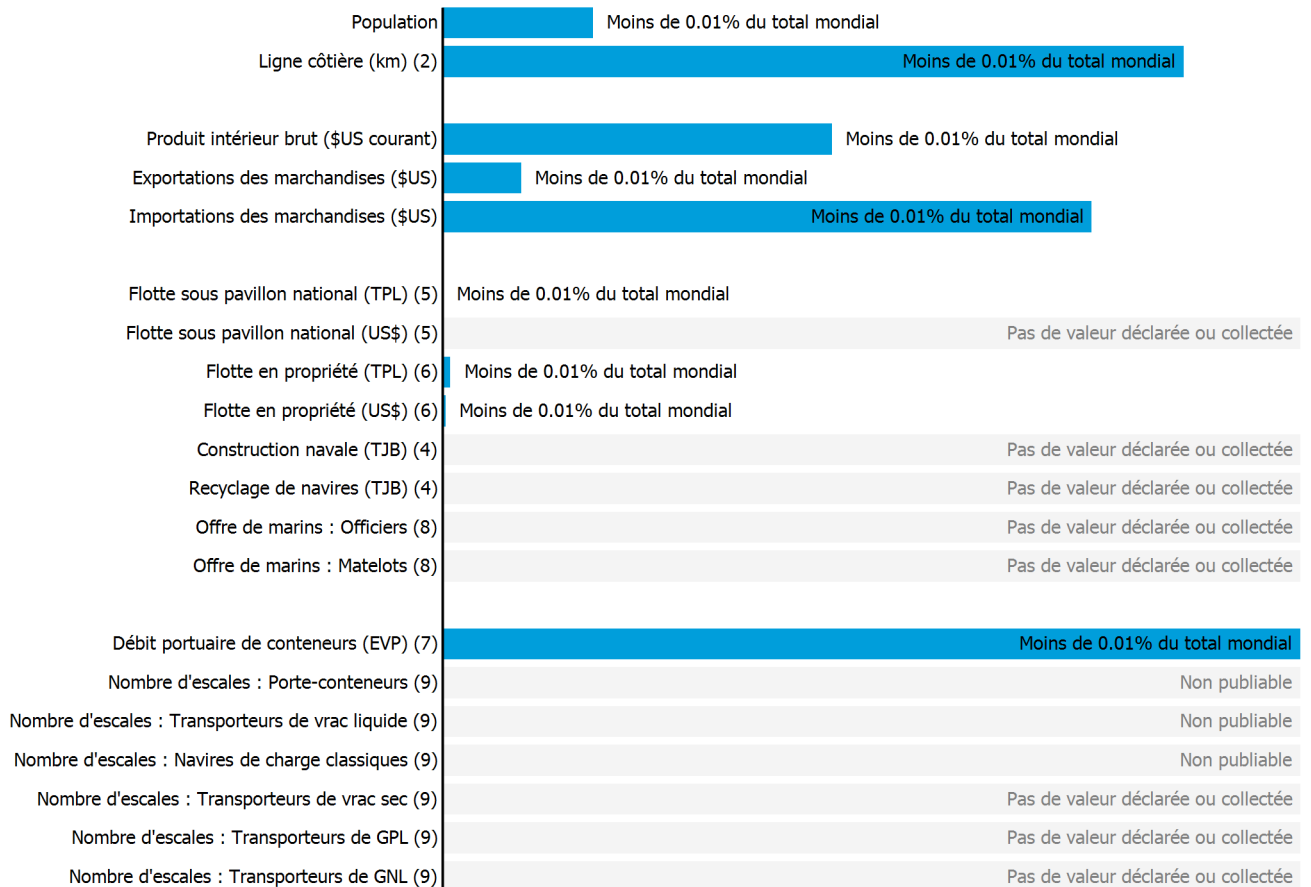 Population Moins de 0.01% du total mondial
Ligne côtière (km) (2) Moins de 0.01% du total mondial
Produit intérieur brut ($US courant) Moins de 0.01% du total mondial
Exportations des marchandises ($US) Moins de 0.01% du total mondial
Importations des marchandises ($US) Moins de 0.01% du total mondial
Flotte sous pavillon national (TPL) (5) Moins de 0.01% du total mondial
Flotte sous pavillon national (US$) (5) Pas de valeur déclarée ou collectée
Flotte en propriété (TPL) (6) Moins de 0.01% du total mondial
Flotte en propriété (US$) (6) Moins de 0.01% du total mondial
Construction navale (TJB) (4) Pas de valeur déclarée ou collectée
Recyclage de navires (TJB) (4) Pas de valeur déclarée ou collectée
Offre de marins : Officiers (8) Pas de valeur déclarée ou collectée
Offre de marins : Matelots (8) Pas de valeur déclarée ou collectée
Débit portuaire de conteneurs (EVP) (7) Moins de 0.01% du total mondial
Nombre d'escales : Porte-conteneurs (9) Non publiable
Nombre d'escales : Transporteurs de vrac liquide (9) Non publiable
Nombre d'escales : Navires de charge classiques (9) Non publiable
Nombre d'escales : Transporteurs de vrac sec (9) Pas de valeur déclarée ou collectée
Nombre d'escales : Transporteurs de GPL (9) Pas de valeur déclarée ou collectée
Nombre d'escales : Transporteurs de GNL (9) Pas de valeur déclarée ou collectée